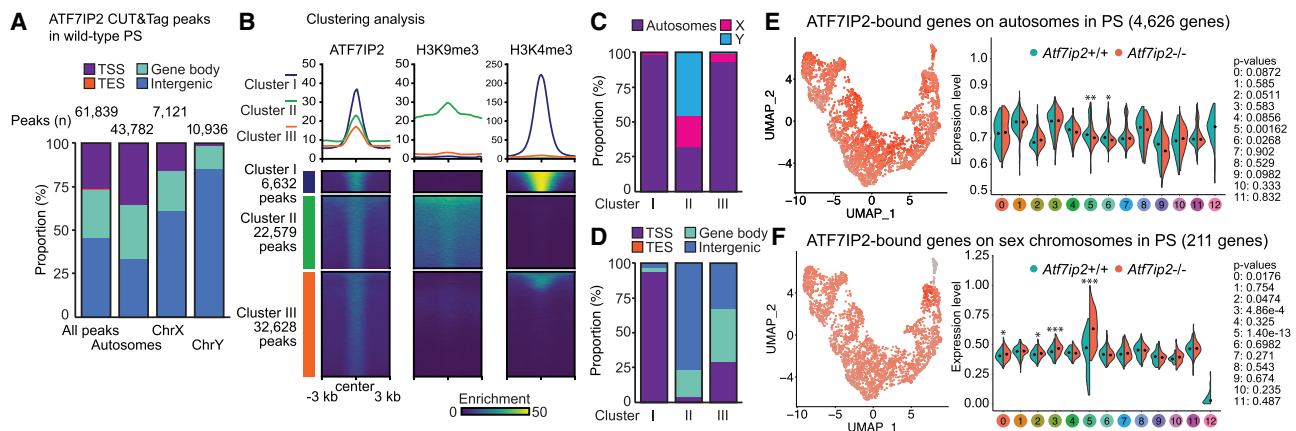 A
ATF7IP2 CUT&Tag peaks
in wild-type PS
TSS
Gene body
TES
Intergenic
61,839
7,121
Peaks (n)
43,782
10,936
Proportion (%)
100
75
50
25
0
All peaks
ChrX
Autosomes
ChrY
B
Clustering analysis
ATF7IP2
H3K9me3
H3K4me3
Cluster I
Cluster II
Cluster III
50
40
30
20
10
0
50
40
30
20
10
0
250
200
150
100
50
0
Cluster I
6,632
peaks
Cluster II
22,579
peaks
Cluster III
32,628
peaks
center
-3 kb
3 kb
Enrichment
0
50
C
Autosomes
X
Y
Proportion (%)
100
75
50
25
0
Cluster I II III
D
TSS
Gene body
TES
Intergenic
Proportion (%)
100
75
50
25
0
Cluster I II III
E
ATF7IP2-bound genes on autosomes in PS (4,626 genes)
UMAP_2
4
0
−4
−10 −5 0 5
UMAP_1
Expression level
1.0
0.9
0.8
0.7
0.6
0.5
Atf7ip2+/+
Atf7ip2-/-
** *
0 1 2 3 4 5 6 7 8 9 10 11 12
p-values
0: 0.0872
1: 0.585
2: 0.0511
3: 0.583
4: 0.0856
5: 0.00162
6: 0.0268
7: 0.902
8: 0.529
9: 0.0982
10: 0.333
11: 0.832
F
ATF7IP2-bound genes on sex chromosomes in PS (211 genes)
UMAP_2
4
0
−4
−10 −5 0 5
UMAP_1
Expression level
1.25
1.00
0.75
0.50
0.25
0.00
Atf7ip2+/+
Atf7ip2-/-
* * *** ***
0 1 2 3 4 5 6 7 8 9 10 11 12
p-values
0: 0.0176
1: 0.754
2: 0.0474
3: 4.86e-4
4: 0.325
5: 1.40e-13
6: 0.6982
7: 0.271
8: 0.543
9: 0.674
10: 0.235
11: 0.487